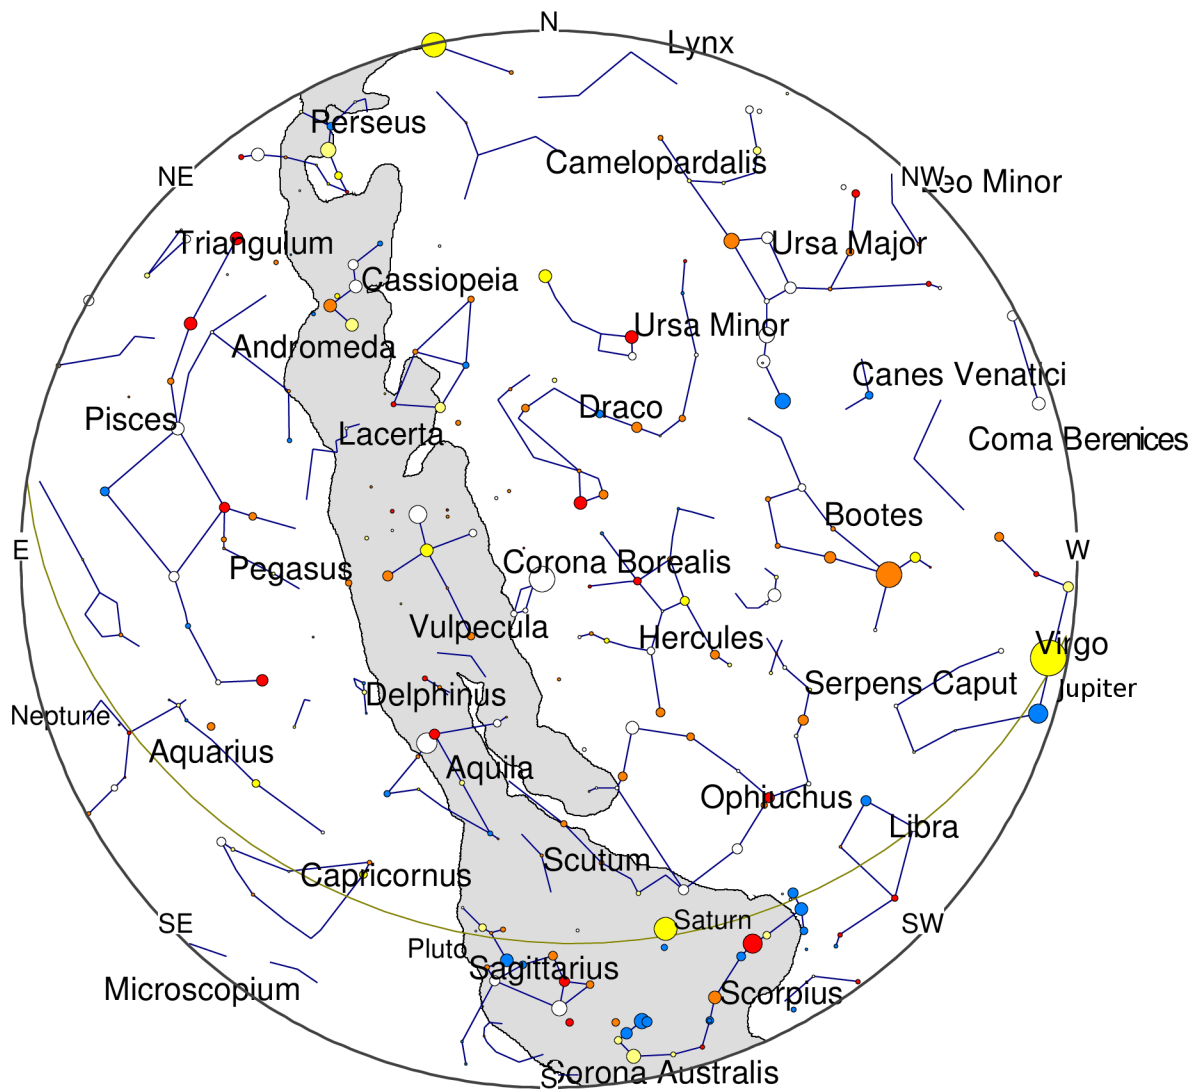 N
Lynx
Perseus
Camelopardalis
NE
NW
Leo Minor
Triangulum
Ursa Major
Cassiopeia
Ursa Minor
Andromeda
Canes Venatici
Pisces
Draco
Lacerta
Coma Berenices
Bootes
E
W
Pegasus
Corona Borealis
Vulpecula
Hercules
Virgo
Serpens Caput
Jupiter
Delphinus
Neptune
Aquarius
Aquila
Ophiuchus
Libra
Scutum
Capricornus
SE
Saturn
SW
Pluto
Sagittarius
Microscopium
Scorpius
Corona Australis
S